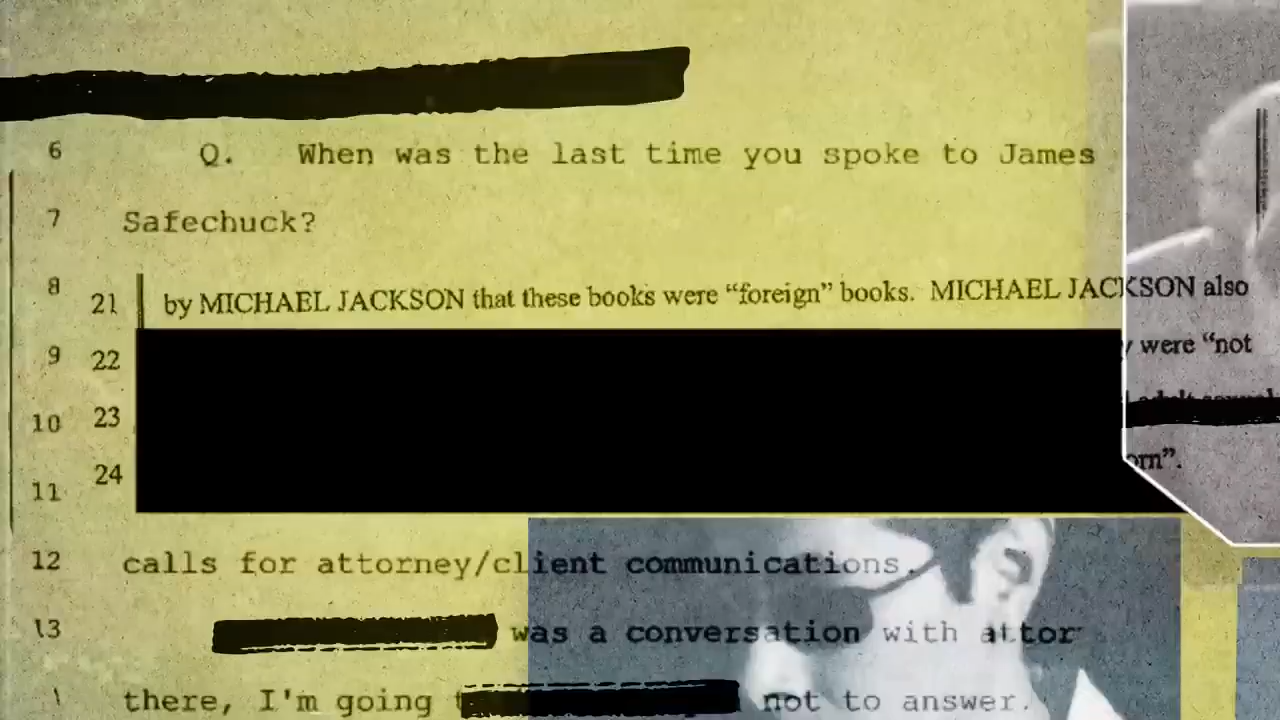 6 Q. When was the last time you spoke to James
7 Safechuck?
8
21 by MICHAEL JACKSON that these books were “foreign” books. MICHAEL JACKSON also
9
22 were “not
10
23
11
24
12 calls for attorney/client communications.
13 was a conversation with
there, I'm going not to answer.